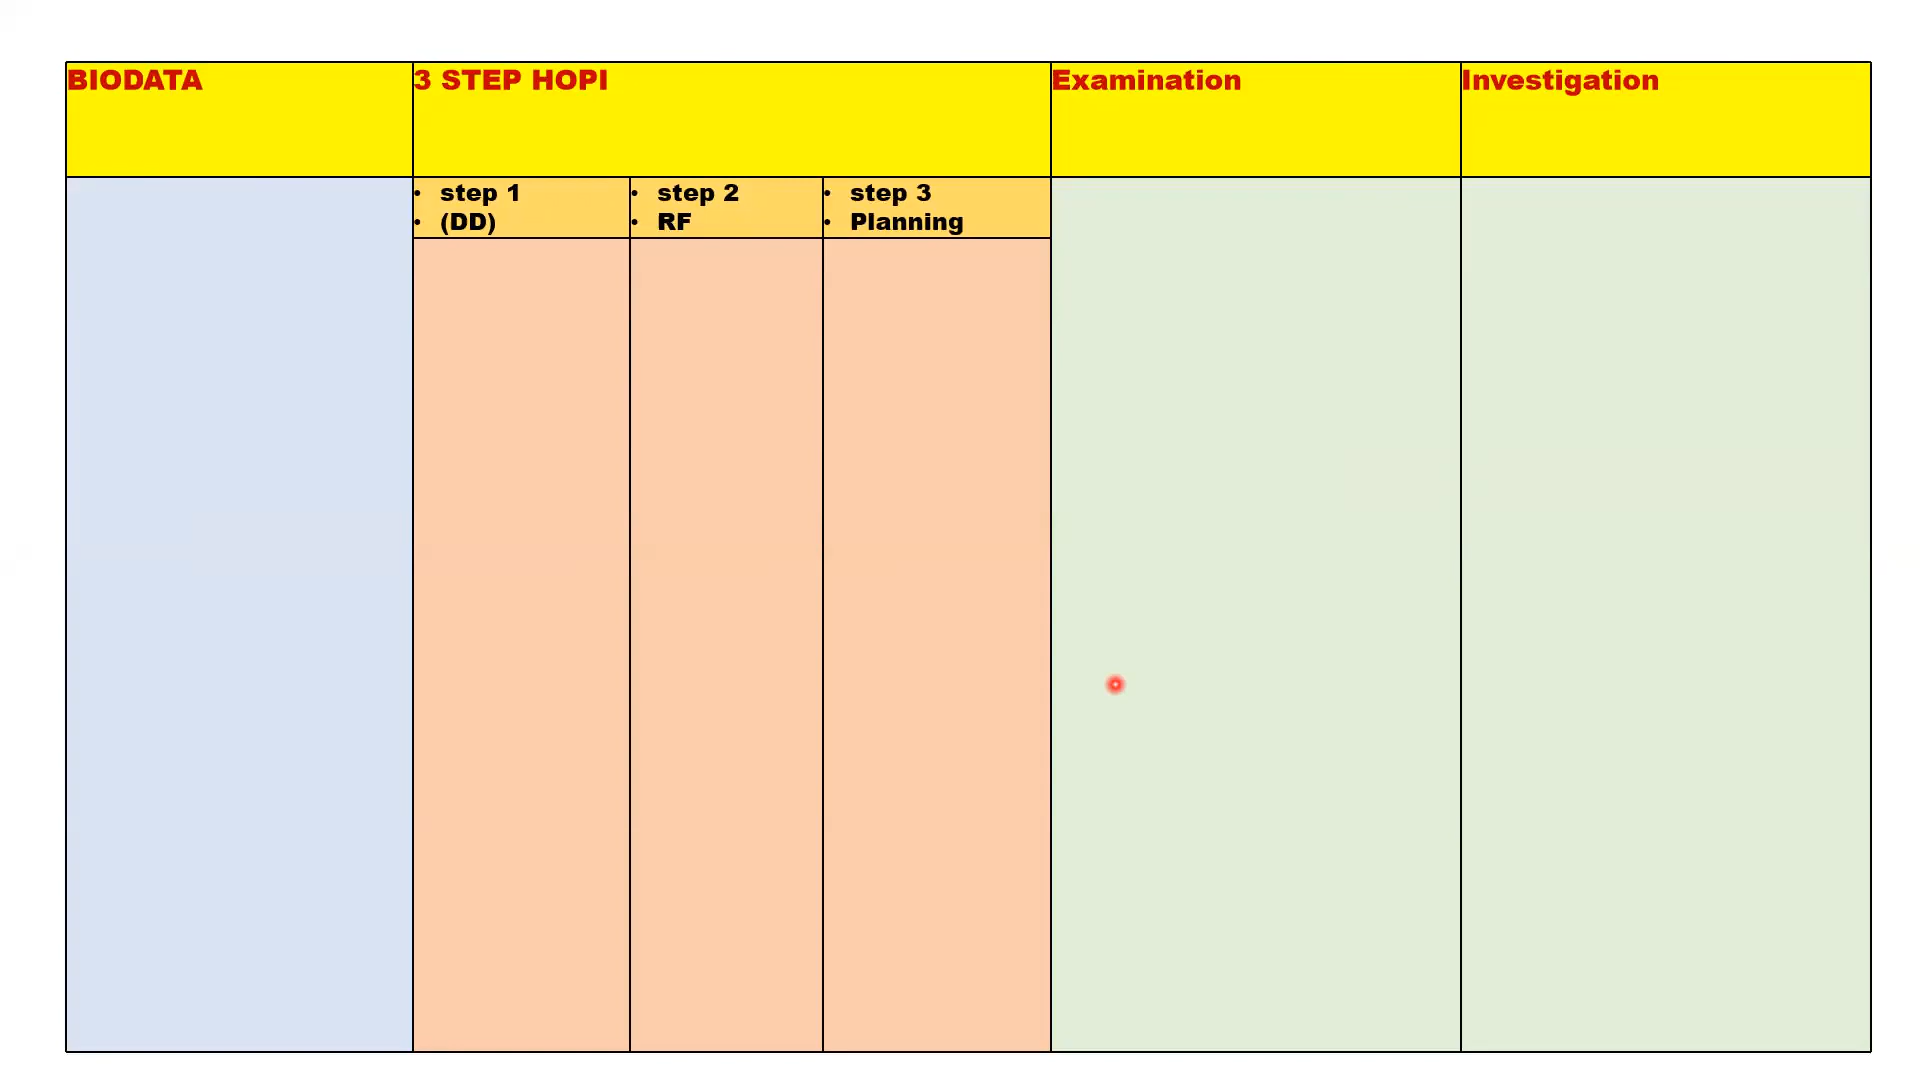 BIODATA
3 STEP HOPI
Examination
Investigation
• step 1
• (DD)
• step 2
• RF
• step 3
• Planning